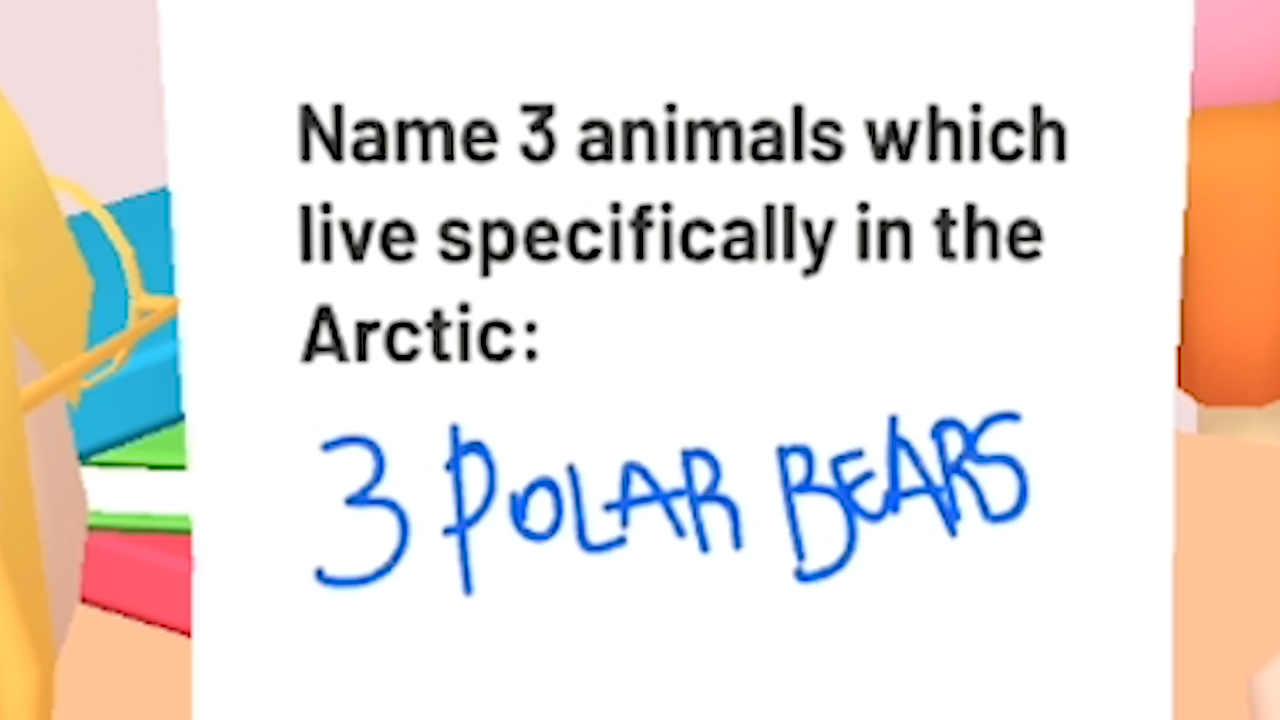 Name 3 animals which
live specifically in the
Arctic:
3 POLAR BEARS